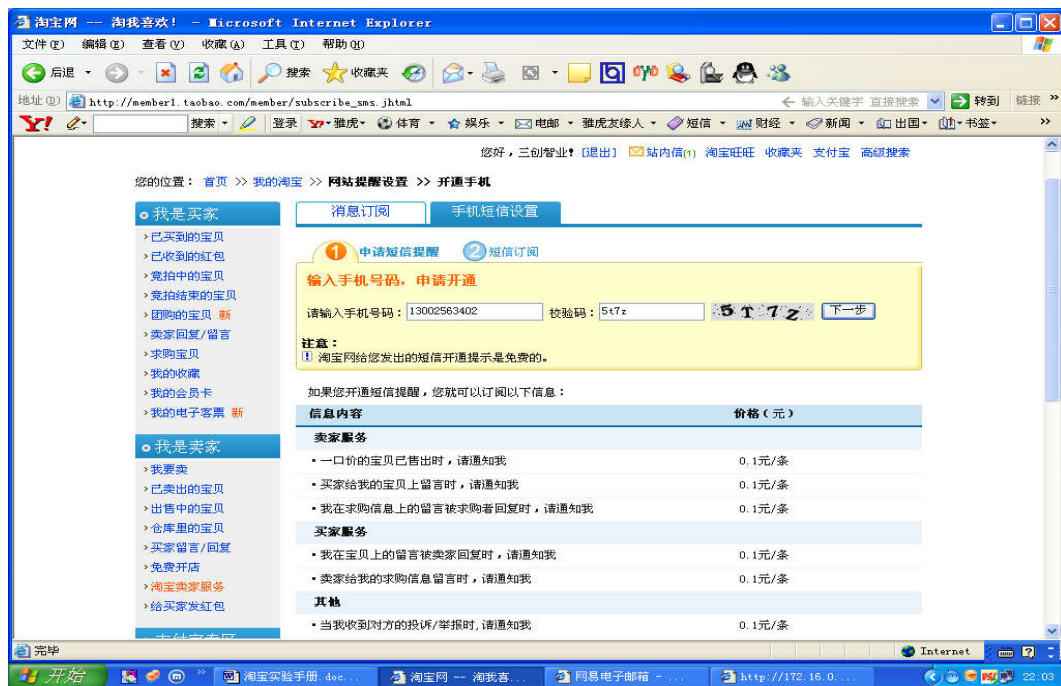 淘宝网 -- 淘我喜欢! - Microsoft Internet Explorer
文件(F) 编辑(E) 查看(V) 收藏(A) 工具(T) 帮助(H)
后退 搜索 收藏夹
地址(D) http://member1.taobao.com/member/subscribe_sms.jhtml 输入关键字 直接搜索 转到 链接 »
Y! 搜索 登录 雅虎 体育 娱乐 电邮 雅虎友缘人 短信 财经 新闻 出国 书签 »
您好，三创智业! [退出] 站内信(1) 淘宝旺旺 收藏夹 支付宝 高级搜索
您的位置： 首页 >> 我的淘宝 >> 网站提醒设置 >> 开通手机
我是买家
›已买到的宝贝
›已收到的红包
›竞拍中的宝贝
›竞拍结束的宝贝
›团购的宝贝 新
›卖家回复/留言
›求购宝贝
›我的收藏
›我的会员卡
›我的电子客票 新
我是卖家
›我要卖
›已卖出的宝贝
›出售中的宝贝
›仓库里的宝贝
›买家留言/回复
›免费开店
›淘宝卖家服务
›给买家发红包
支付宝专区
消息订阅 手机短信设置
1 申请短信提醒 2 短信订阅
输入手机号码，申请开通
请输入手机号码： 13002563402 校验码： 5t7z 5T7Z 下一步
注意：
! 淘宝网给您发出的短信开通提示是免费的。
如果您开通短信提醒，您就可以订阅以下信息：
信息内容 价格（元）
卖家服务
•一口价的宝贝已售出时，请通知我 0.1元/条
•买家给我的宝贝上留言时，请通知我 0.1元/条
•我在求购信息上的留言被求购者回复时，请通知我 0.1元/条
买家服务
•我在宝贝上的留言被卖家回复时，请通知我 0.1元/条
•卖家给我的求购信息留言时，请通知我 0.1元/条
其他
•当我收到对方的投诉/举报时,请通知我 0.1元/条
完毕 Internet
开始 » 淘宝实验手册.doc... 淘宝网 -- 淘我喜... 网易电子邮箱 - ... http://172.16.0.... 22:03